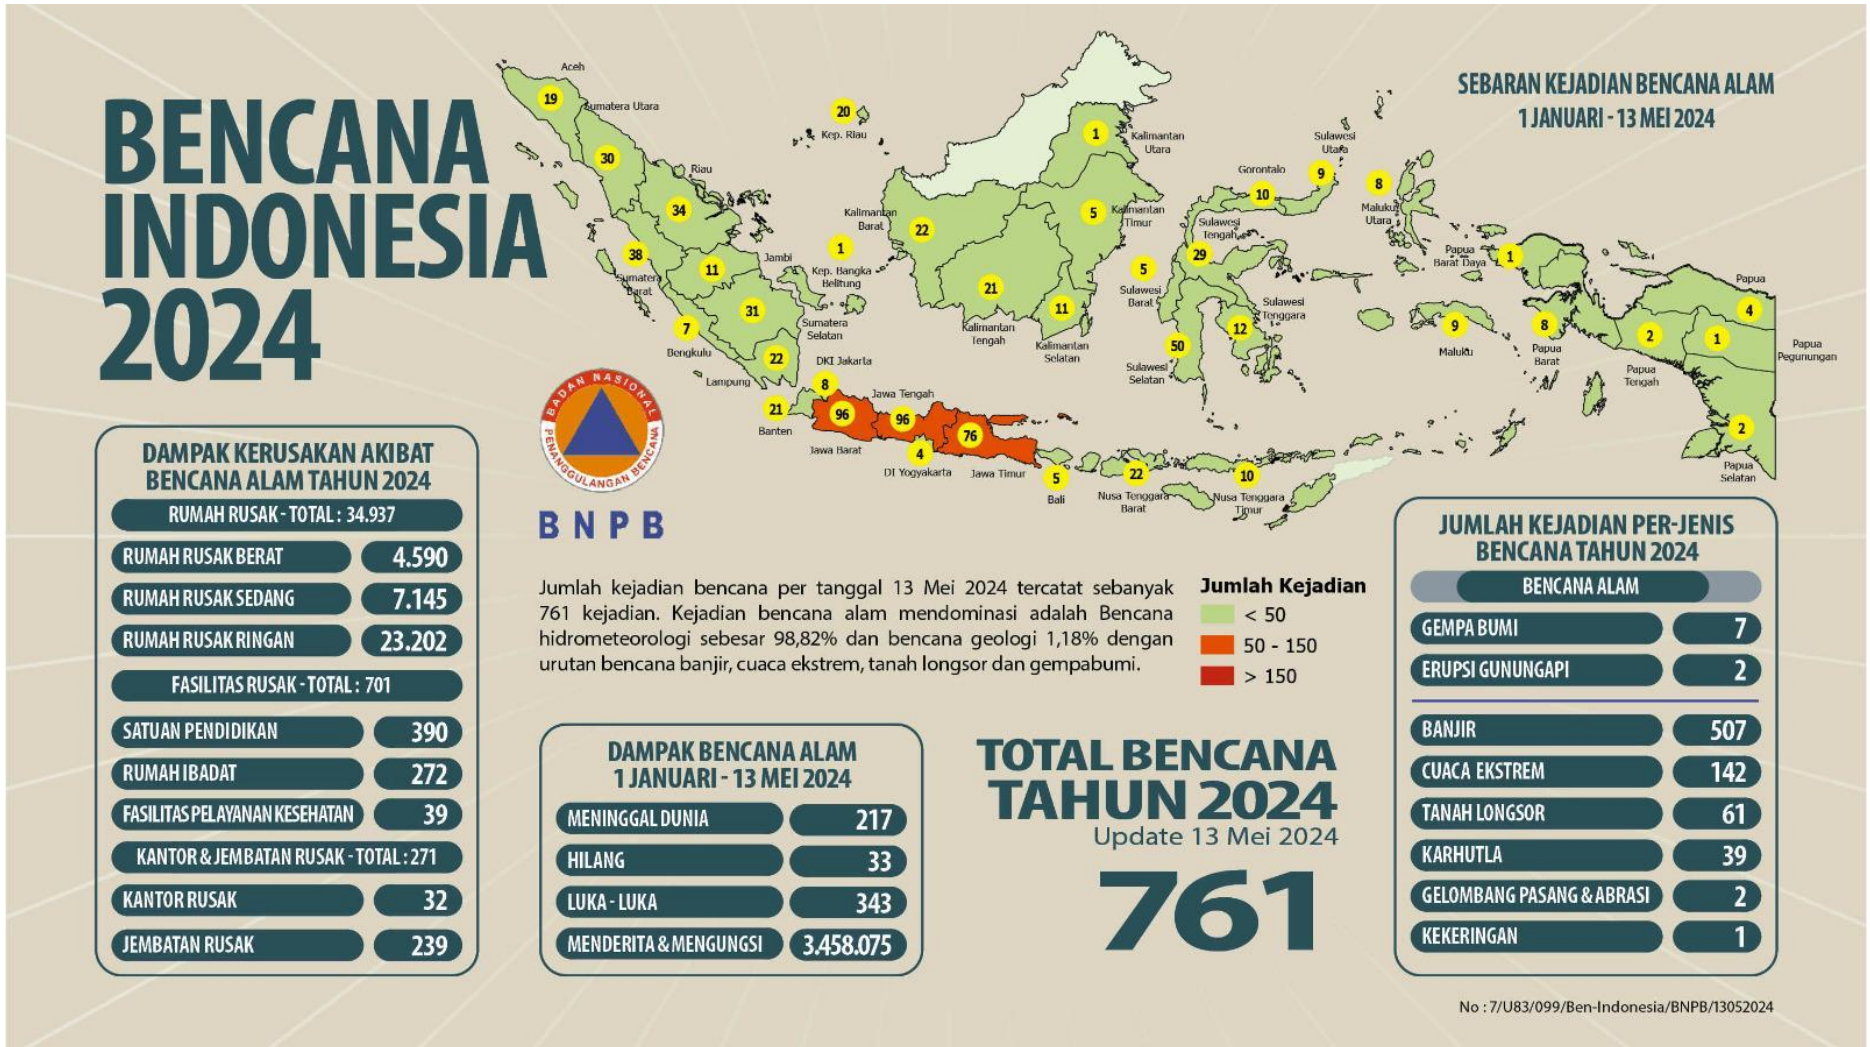 BENCANA
INDONESIA
2024
SEBARAN KEJADIAN BENCANA ALAM
1 JANUARI - 13 MEI 2024
Aceh
19
Sumatera Utara
30
Riau
34
20
Kep. Riau
38
Sumatera
Barat
11
Jambi
1
Kep. Bangka
Belitung
31
Sumatera
Selatan
7
Bengkulu
22
Lampung
DKI Jakarta
8
21
Banten
96
Jawa Barat
Jawa Tengah
96
4
DI Yogyakarta
76
Jawa Timur
5
Bali
22
Nusa Tenggara
Barat
10
Nusa Tenggara
Timur
Kalimantan
Barat
22
21
Kalimantan
Tengah
11
Kalimantan
Selatan
5
Kalimantan
Timur
1
Kalimantan
Utara
Sulawesi
Utara
9
Gorontalo
10
Sulawesi
Tengah
29
5
Sulawesi
Barat
50
Sulawesi
Selatan
Sulawesi
Tenggara
12
8
Maluku
Utara
9
Maluku
Papua
Barat Daya
1
8
Papua
Barat
2
Papua
Tengah
Papua
4
1
Papua
Pegunungan
2
Papua
Selatan
BADAN NASIONAL
PENANGGULANGAN BENCANA
BNPB
DAMPAK KERUSAKAN AKIBAT
BENCANA ALAM TAHUN 2024
RUMAH RUSAK - TOTAL : 34.937
RUMAH RUSAK BERAT 4.590
RUMAH RUSAK SEDANG 7.145
RUMAH RUSAK RINGAN 23.202
FASILITAS RUSAK - TOTAL : 701
SATUAN PENDIDIKAN 390
RUMAH IBADAT 272
FASILITAS PELAYANAN KESEHATAN 39
KANTOR & JEMBATAN RUSAK - TOTAL : 271
KANTOR RUSAK 32
JEMBATAN RUSAK 239
Jumlah kejadian bencana per tanggal 13 Mei 2024 tercatat sebanyak
761 kejadian. Kejadian bencana alam mendominasi adalah Bencana
hidrometeorologi sebesar 98,82% dan bencana geologi 1,18% dengan
urutan bencana banjir, cuaca ekstrem, tanah longsor dan gempabumi.
Jumlah Kejadian
< 50
50 - 150
> 150
DAMPAK BENCANA ALAM
1 JANUARI - 13 MEI 2024
MENINGGAL DUNIA 217
HILANG 33
LUKA - LUKA 343
MENDERITA & MENGUNGSI 3.458.075
TOTAL BENCANA
TAHUN 2024
Update 13 Mei 2024
761
JUMLAH KEJADIAN PER-JENIS
BENCANA TAHUN 2024
BENCANA ALAM
GEMPA BUMI 7
ERUPSI GUNUNGAPI 2
BANJIR 507
CUACA EKSTREM 142
TANAH LONGSOR 61
KARHUTLA 39
GELOMBANG PASANG & ABRASI 2
KEKERINGAN 1
No : 7/U83/099/Ben-Indonesia/BNPB/13052024